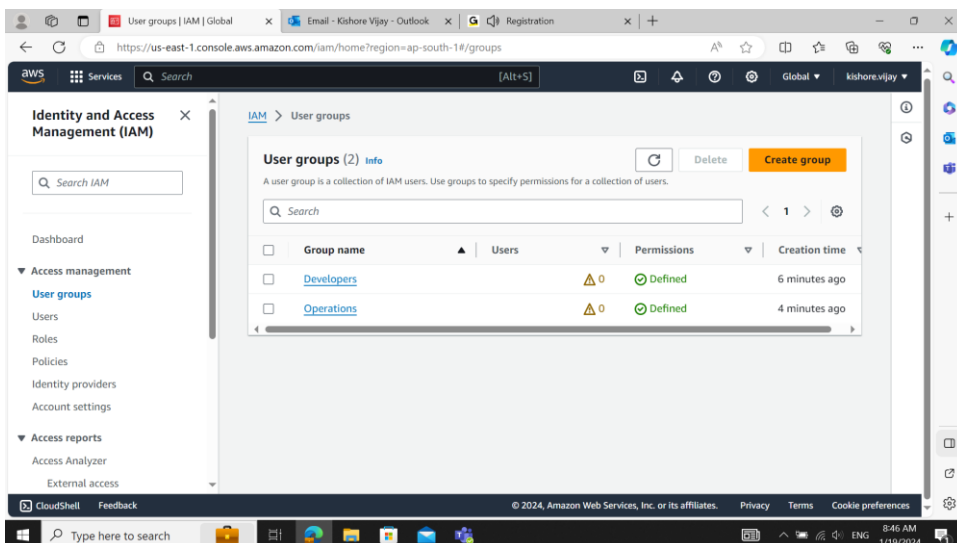 User groups | IAM | Global
Email - Kishore Vijay - Outlook
G
Registration
https://us-east-1.console.aws.amazon.com/iam/home?region=ap-south-1#/groups
aws
Services
Search
[Alt+S]
Global
kishore.vijay
Identity and Access Management (IAM)
Search IAM
Dashboard
Access management
User groups
Users
Roles
Policies
Identity providers
Account settings
Access reports
Access Analyzer
External access
IAM > User groups
User groups (2) Info
Delete
Create group
A user group is a collection of IAM users. Use groups to specify permissions for a collection of users.
Search
1
Group name Users Permissions Creation time
Developers 0 Defined 6 minutes ago
Operations 0 Defined 4 minutes ago
CloudShell Feedback © 2024, Amazon Web Services, Inc. or its affiliates. Privacy Terms Cookie preferences
Type here to search
ENG
8:46 AM
1/19/2024